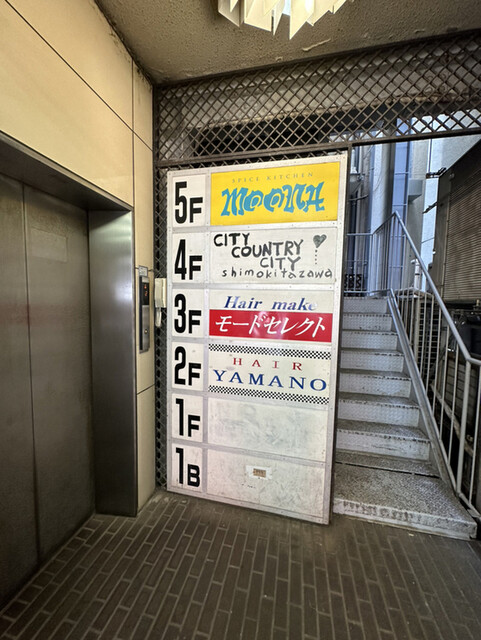 5F
SPICE KITCHEN
MOONA
4F
CITY
COUNTRY
CITY
shimokitazawa
3F
Hair make
モードセレクト
2F
HAIR
YAMANO
1F
1B